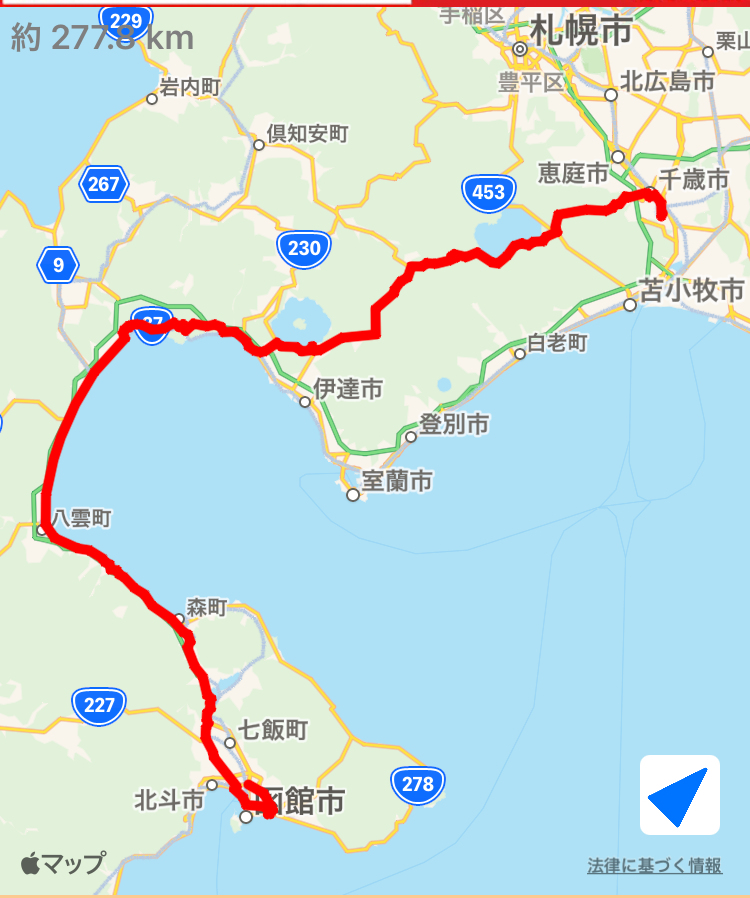 229
手稲区
札幌市
約 277.8 km
栗山
岩内町
豊平区
北広島市
倶知安町
恵庭市
千歳市
267
453
230
9
苫小牧市
37
白老町
伊達市
登別市
室蘭市
八雲町
森町
227
七飯町
278
北斗市
函館市
マップ
法律に基づく情報